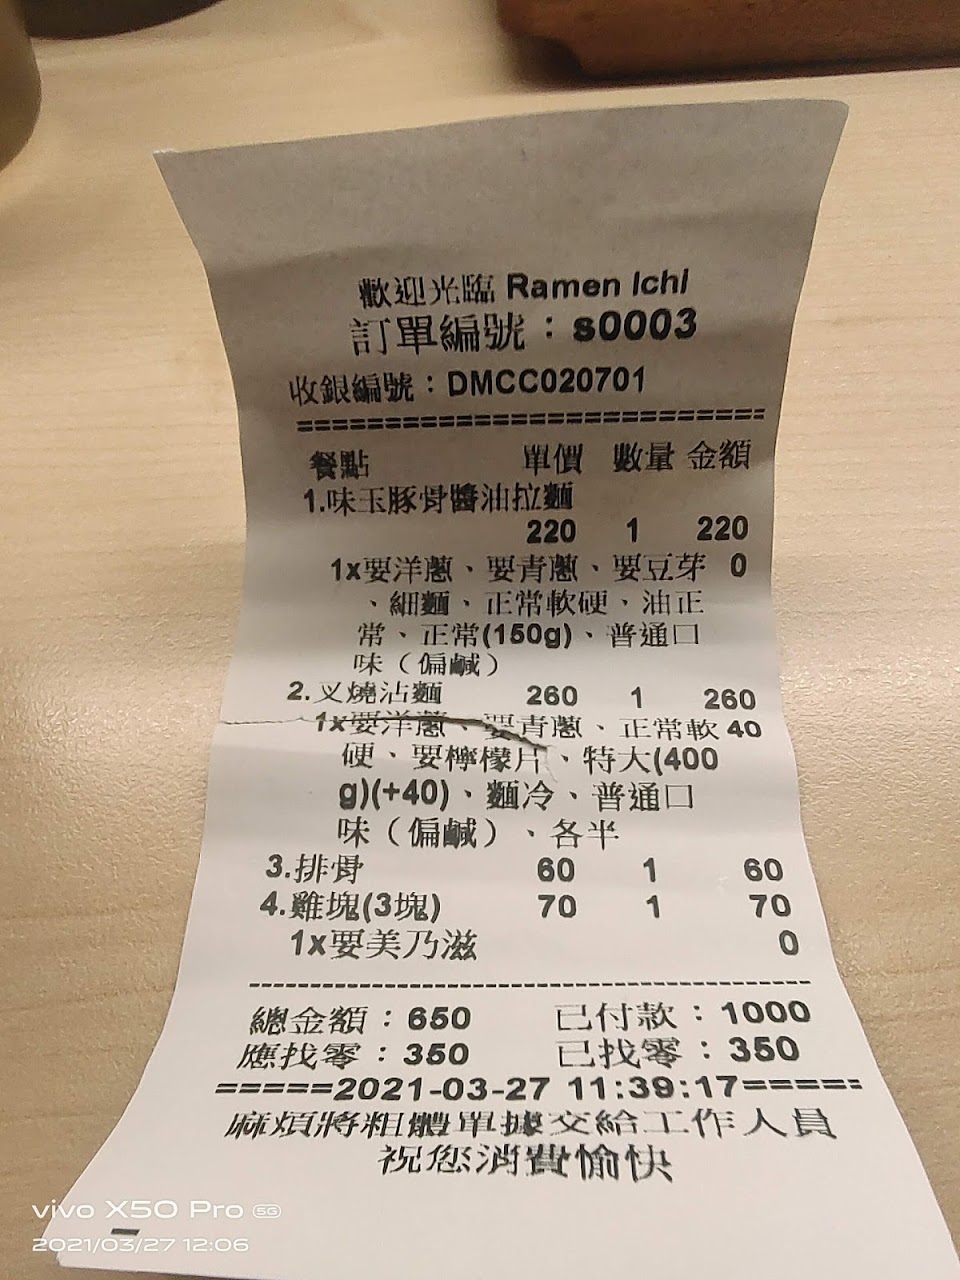 歡迎光臨 Ramen Ichi
訂單編號：s0003
收銀編號：DMCC020701
==============================
餐點 單價 數量 金額
1.味玉豚骨醬油拉麵
220 1 220
1x要洋蔥、要青蔥、要豆芽 0
、細麵、正常軟硬、油正
常、正常(150g)、普通口
味（偏鹹）
2.叉燒沾麵 260 1 260
1x要洋蔥、要青蔥、正常軟 40
硬、要檸檬片、特大(400
g)(+40)、麵冷、普通口
味（偏鹹）、各半
3.排骨 60 1 60
4.雞塊(3塊) 70 1 70
1x要美乃滋 0
--------------------------------------------------
總金額：650 已付款：1000
應找零：350 已找零：350
=====2021-03-27 11:39:17=====
麻煩將粗體單據交給工作人員
祝您消費愉快
vivo X50 Pro 5G
2021/03/27 12:06